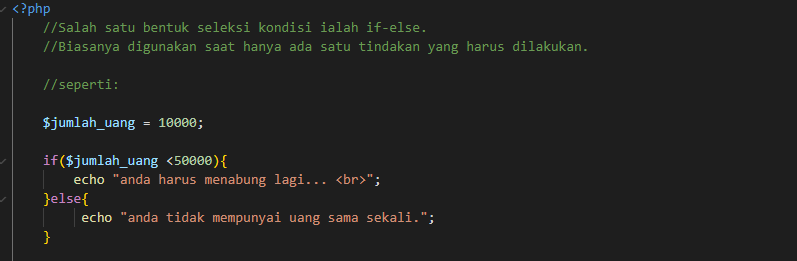 <?php
//Salah satu bentuk seleksi kondisi ialah if-else.
//Biasanya digunakan saat hanya ada satu tindakan yang harus dilakukan.
//seperti:
$jumlah_uang = 10000;
if($jumlah_uang <50000){
echo "anda harus menabung lagi... <br>";
}else{
echo "anda tidak mempunyai uang sama sekali.";
}